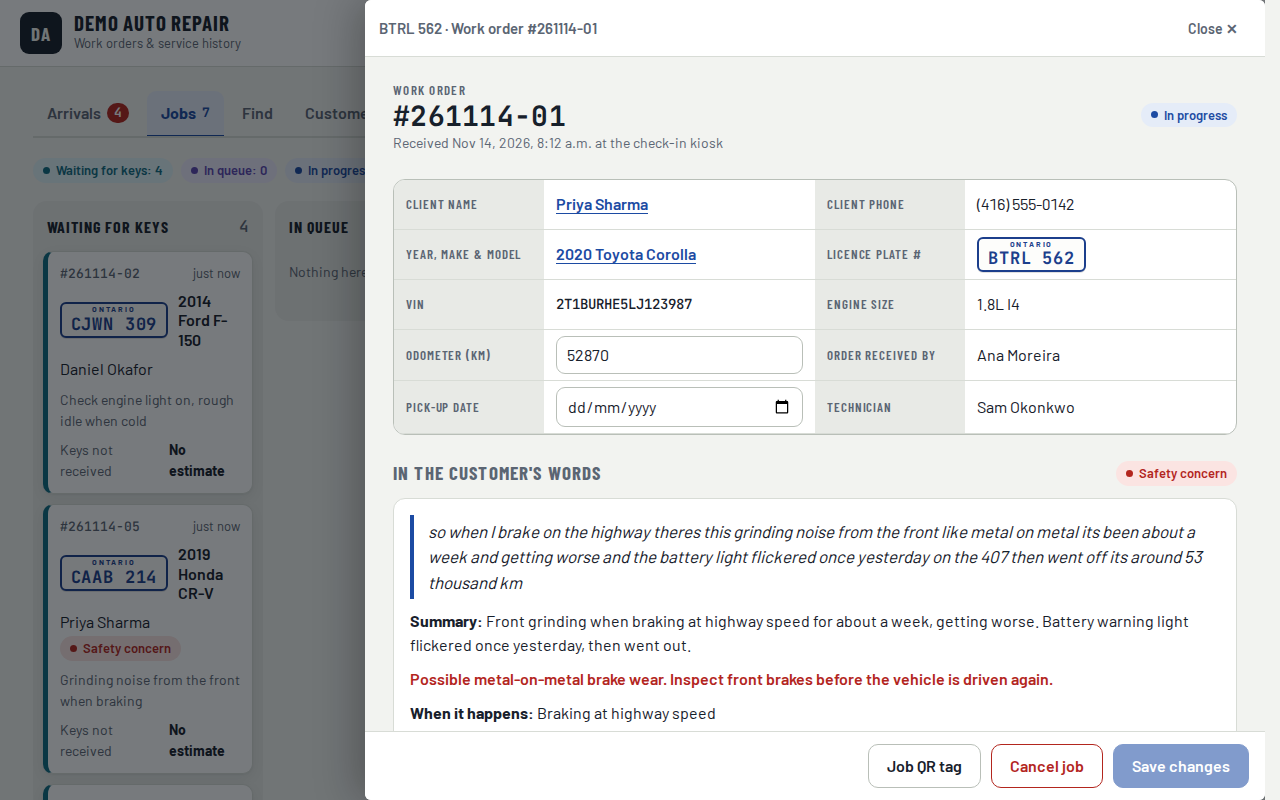 DA
DEMO AUTO REPAIR
Work orders & service history
Arrivals 4
Jobs 7
Find
Custome
Waiting for keys: 4
In queue: 0
In progres
WAITING FOR KEYS 4
IN QUEUE
Nothing here
#261114-02 just now
ONTARIO
CJWN 309
2014
Ford F-
150
Daniel Okafor
Check engine light on, rough
idle when cold
Keys not
received
No
estimate
#261114-05 just now
ONTARIO
CAAB 214
2019
Honda
CR-V
Priya Sharma
Safety concern
Grinding noise from the front
when braking
Keys not
received
No
estimate
BTRL 562 · Work order #261114-01
Close ✕
WORK ORDER
#261114-01
Received Nov 14, 2026, 8:12 a.m. at the check-in kiosk
In progress
CLIENT NAME Priya Sharma
CLIENT PHONE (416) 555-0142
YEAR, MAKE & MODEL 2020 Toyota Corolla
LICENCE PLATE # ONTARIO
BTRL 562
VIN 2T1BURHE5LJ123987
ENGINE SIZE 1.8L I4
ODOMETER (KM) 52870
ORDER RECEIVED BY Ana Moreira
PICK-UP DATE dd/mm/yyyy
TECHNICIAN Sam Okonkwo
IN THE CUSTOMER'S WORDS
Safety concern
so when I brake on the highway theres this grinding noise from the front like metal on metal its been about a
week and getting worse and the battery light flickered once yesterday on the 407 then went off its around 53
thousand km
Summary: Front grinding when braking at highway speed for about a week, getting worse. Battery warning light
flickered once yesterday, then went out.
Possible metal-on-metal brake wear. Inspect front brakes before the vehicle is driven again.
When it happens: Braking at highway speed
Job QR tag
Cancel job
Save changes